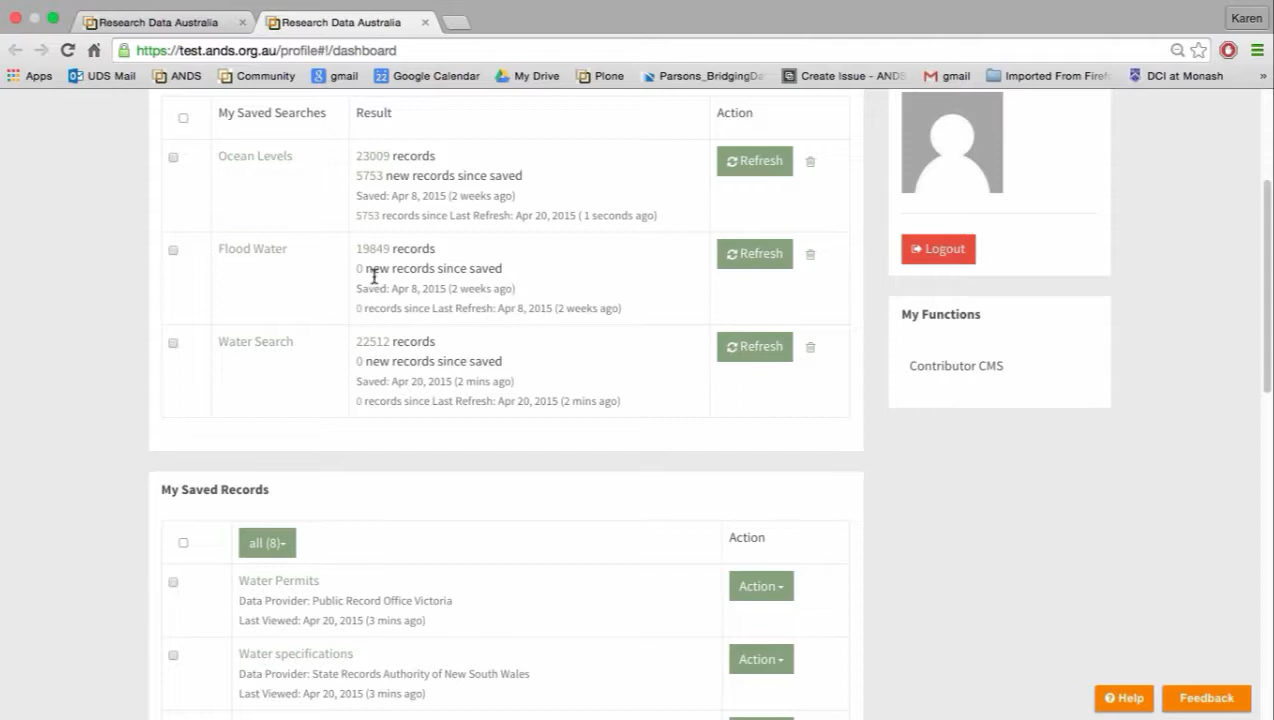 Research Data Australia
Research Data Australia
Karen
https://test.ands.org.au/profile#!/dashboard
Apps
UDS Mail
ANDS
Community
gmail
Google Calendar
My Drive
Plone
Parsons_BridgingDa
Create Issue - ANDS
gmail
Imported From Firef
DCI at Monash
»
My Saved Searches
Result
Action
Ocean Levels
23009 records
5753 new records since saved
Saved: Apr 8, 2015 (2 weeks ago)
5753 records since Last Refresh: Apr 20, 2015 ( 1 seconds ago)
Refresh
Flood Water
19849 records
0 new records since saved
Saved: Apr 8, 2015 (2 weeks ago)
0 records since Last Refresh: Apr 8, 2015 (2 weeks ago)
Refresh
Water Search
22512 records
0 new records since saved
Saved: Apr 20, 2015 (2 mins ago)
0 records since Last Refresh: Apr 20, 2015 (2 mins ago)
Refresh
Logout
My Functions
Contributor CMS
My Saved Records
all (8)
Action
Water Permits
Data Provider: Public Record Office Victoria
Last Viewed: Apr 20, 2015 (3 mins ago)
Action
Water specifications
Data Provider: State Records Authority of New South Wales
Last Viewed: Apr 20, 2015 (3 mins ago)
Action
Help
Feedback